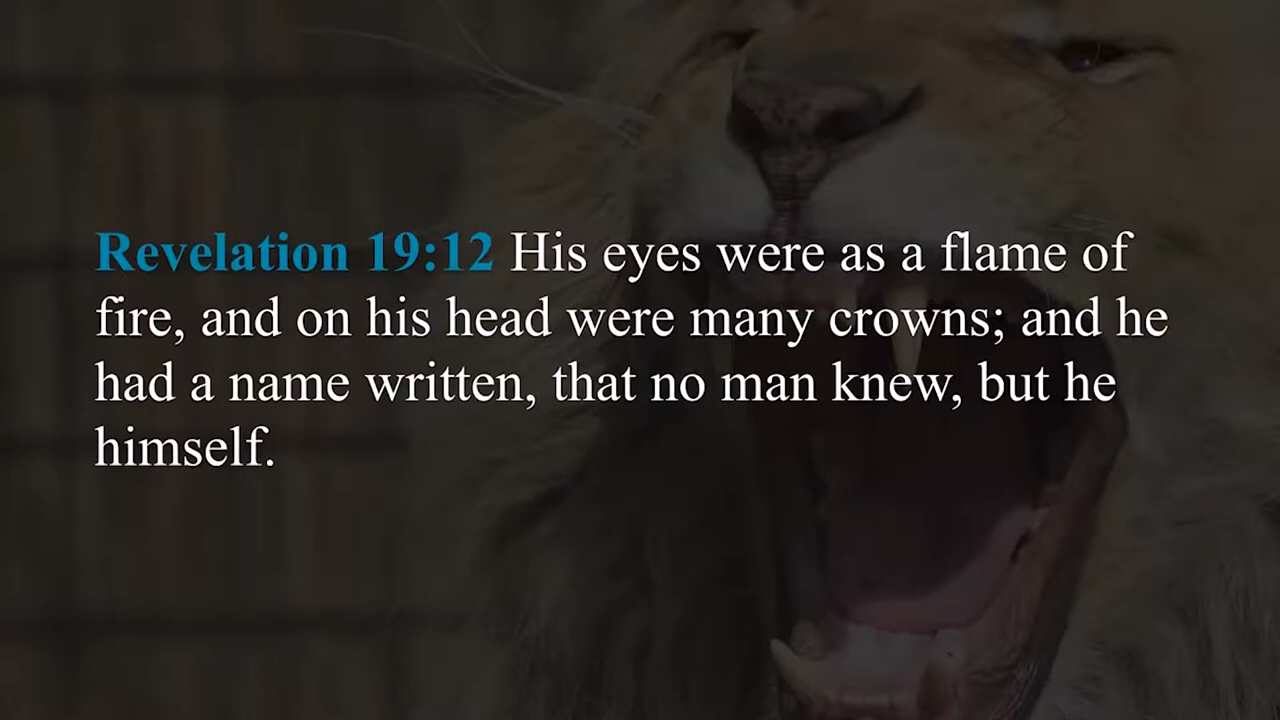 Revelation 19:12 His eyes were as a flame of
fire, and on his head were many crowns; and he
had a name written, that no man knew, but he
himself.